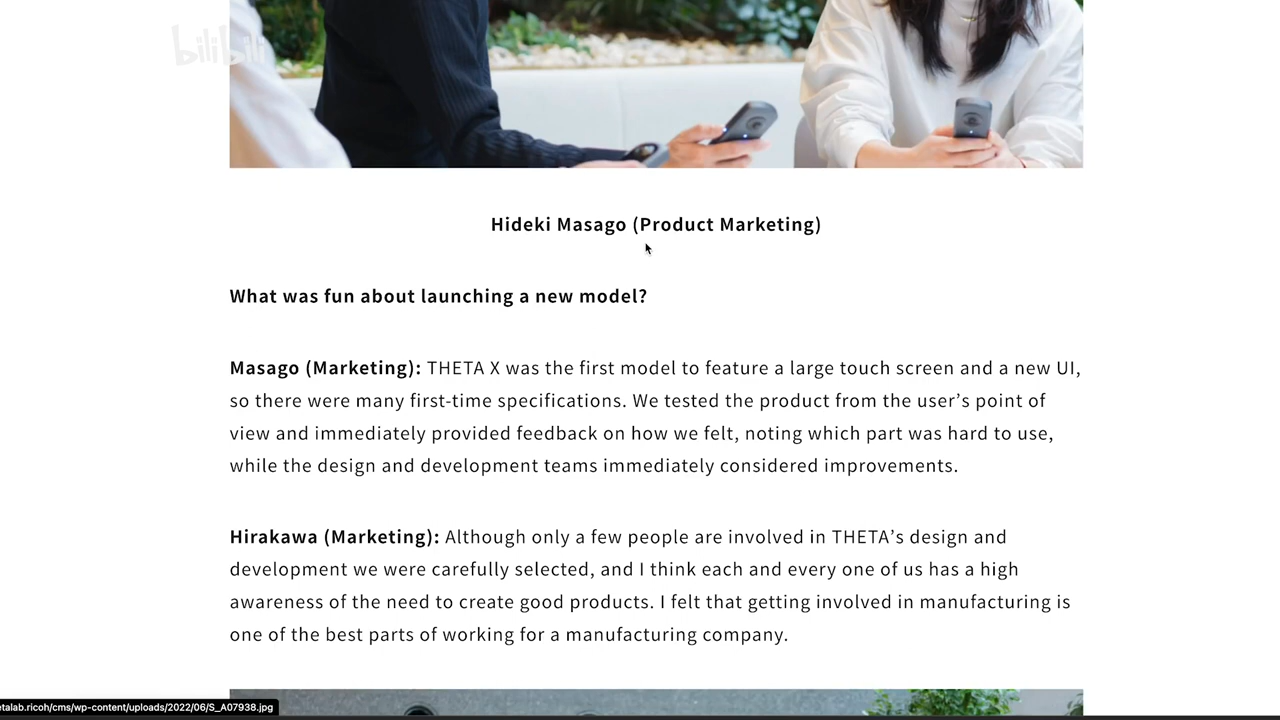 bilibili
Hideki Masago (Product Marketing)
What was fun about launching a new model?
Masago (Marketing): THETA X was the first model to feature a large touch screen and a new UI,
so there were many first-time specifications. We tested the product from the user’s point of
view and immediately provided feedback on how we felt, noting which part was hard to use,
while the design and development teams immediately considered improvements.
Hirakawa (Marketing): Although only a few people are involved in THETA’s design and
development we were carefully selected, and I think each and every one of us has a high
awareness of the need to create good products. I felt that getting involved in manufacturing is
one of the best parts of working for a manufacturing company.
etalab.ricoh/cms/wp-content/uploads/2022/06/S_A07938.jpg